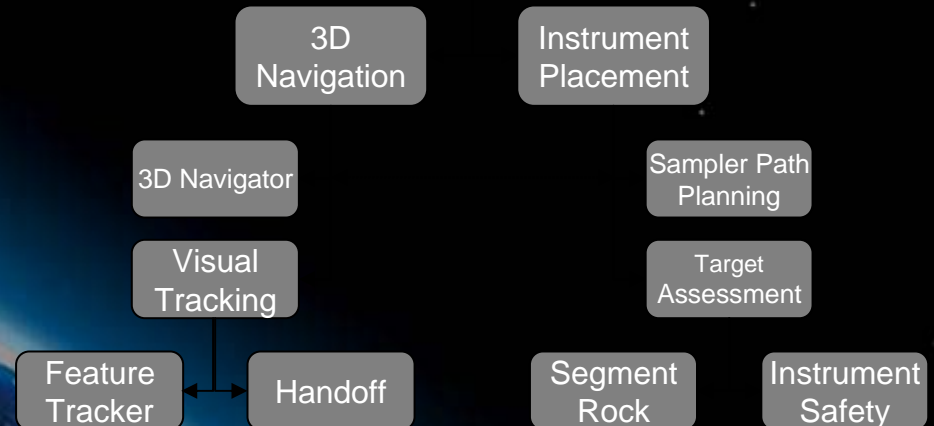 3D
Navigation
Instrument
Placement
3D Navigator
Sampler Path
Planning
Visual
Tracking
Target
Assessment
Feature
Tracker
Handoff
Segment
Rock
Instrument
Safety